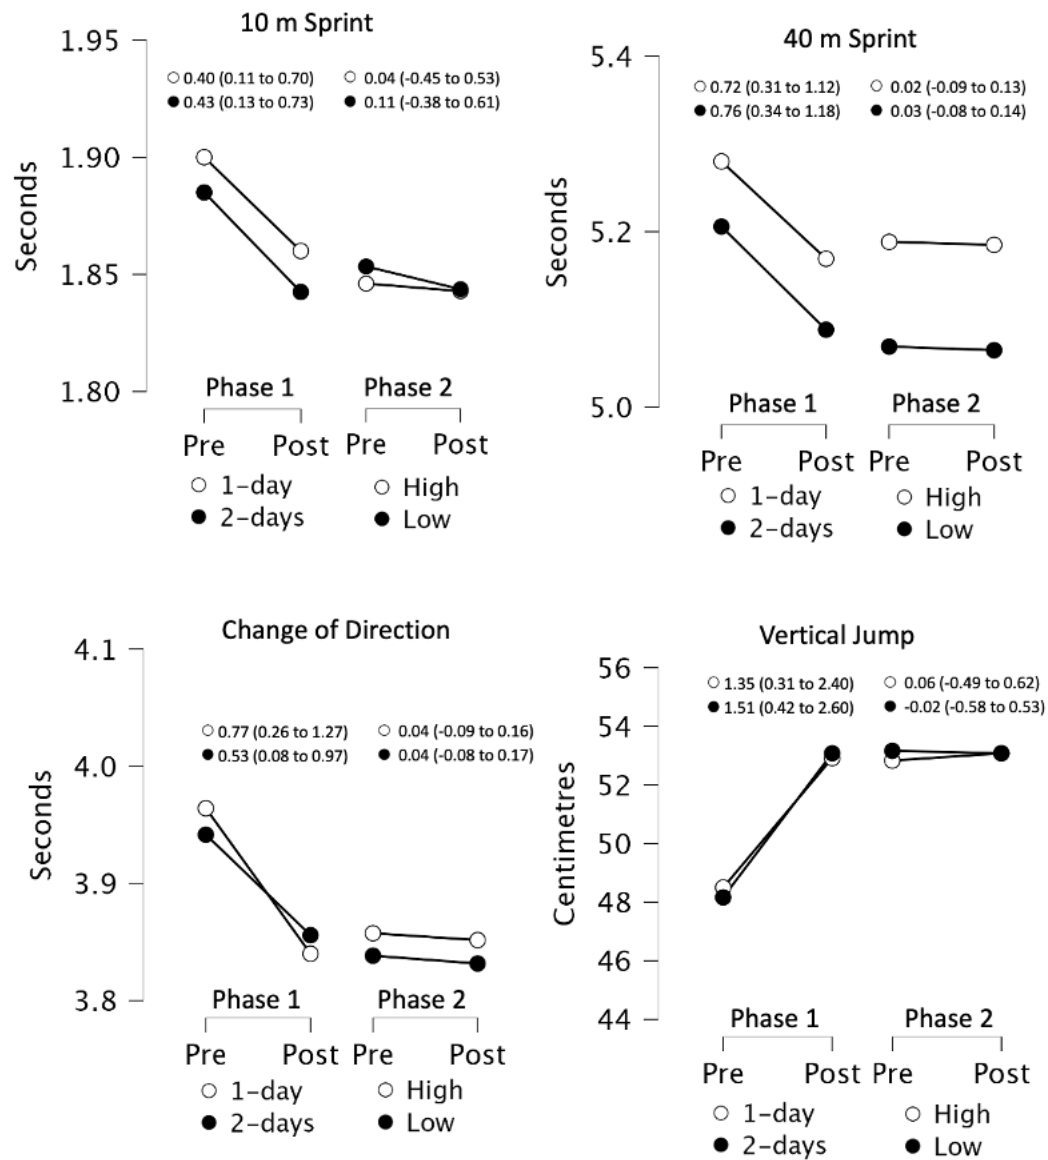 10 m Sprint
1.95
0.40 (0.11 to 0.70) 0.04 (-0.45 to 0.53)
0.43 (0.13 to 0.73) 0.11 (-0.38 to 0.61)
1.90
Seconds
1.85
1.80
Phase 1 Phase 2
Pre Post Pre Post
1-day High
2-days Low
40 m Sprint
5.4
0.72 (0.31 to 1.12) 0.02 (-0.09 to 0.13)
0.76 (0.34 to 1.18) 0.03 (-0.08 to 0.14)
Seconds
5.2
5.0
Phase 1 Phase 2
Pre Post Pre Post
1-day High
2-days Low
Change of Direction
4.1
0.77 (0.26 to 1.27) 0.04 (-0.09 to 0.16)
0.53 (0.08 to 0.97) 0.04 (-0.08 to 0.17)
4.0
Seconds
3.9
3.8
Phase 1 Phase 2
Pre Post Pre Post
1-day High
2-days Low
Vertical Jump
56
1.35 (0.31 to 2.40) 0.06 (-0.49 to 0.62)
1.51 (0.42 to 2.60) -0.02 (-0.58 to 0.53)
54
52
Centimetres
50
48
46
44
Phase 1 Phase 2
Pre Post Pre Post
1-day High
2-days Low